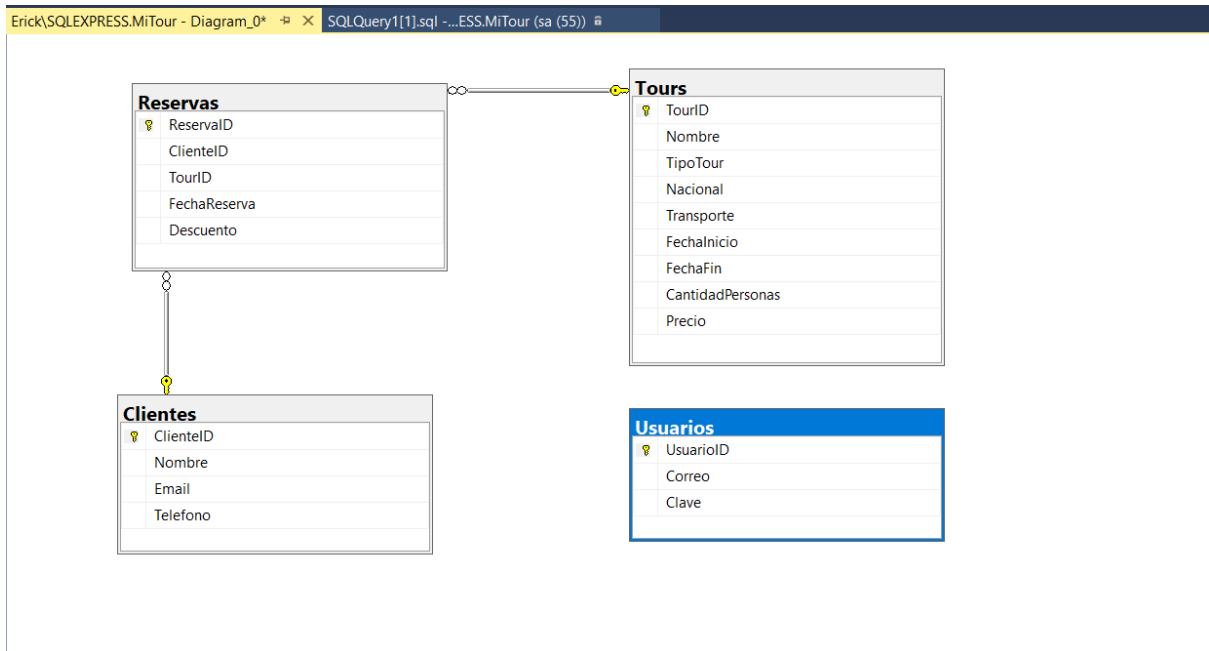 Erick\SQLEXPRESS.MiTour - Diagram_0*
SQLQuery1[1].sql -...ESS.MiTour (sa (55))
Reservas
ReservaID
ClienteID
TourID
FechaReserva
Descuento
Tours
TourID
Nombre
TipoTour
Nacional
Transporte
FechaInicio
FechaFin
CantidadPersonas
Precio
Clientes
ClienteID
Nombre
Email
Telefono
Usuarios
UsuarioID
Correo
Clave